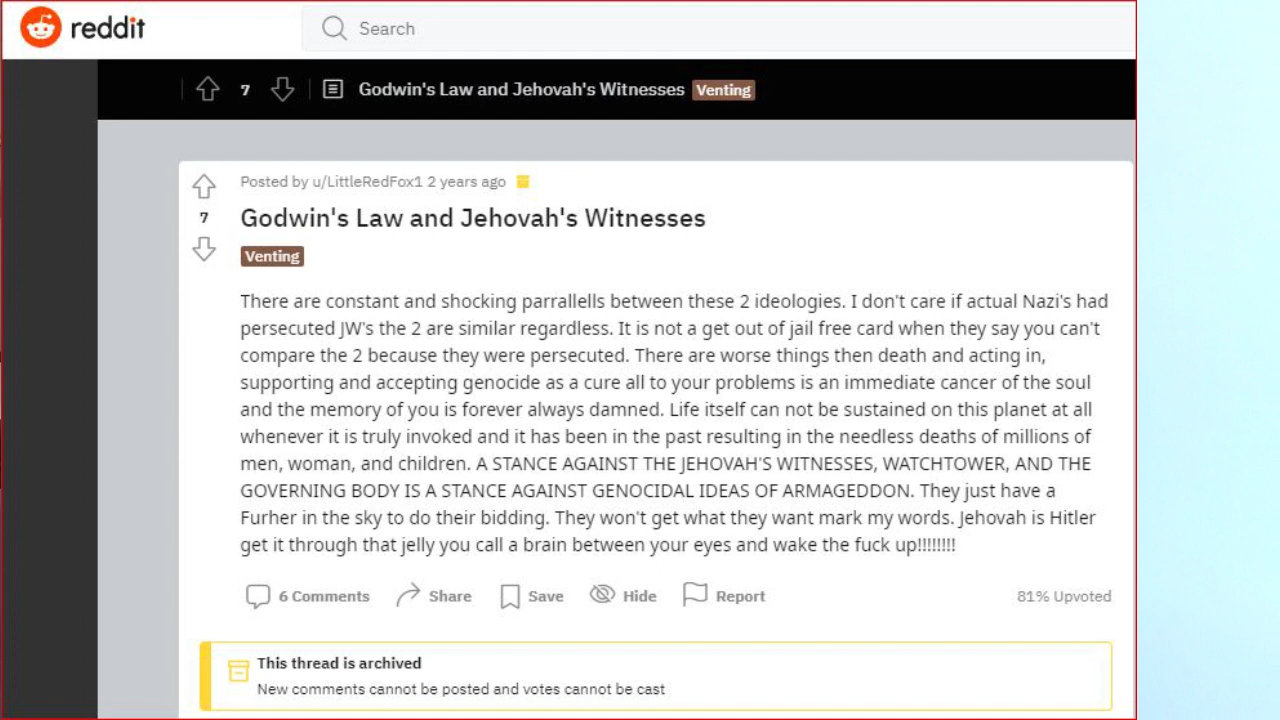 reddit
Search
7
Godwin's Law and Jehovah's Witnesses Venting
Posted by u/LittleRedFox1 2 years ago
7
Godwin's Law and Jehovah's Witnesses
Venting
There are constant and shocking parrallells between these 2 ideologies. I don't care if actual Nazi's had
persecuted JW's the 2 are similar regardless. It is not a get out of jail free card when they say you can't
compare the 2 because they were persecuted. There are worse things then death and acting in,
supporting and accepting genocide as a cure all to your problems is an immediate cancer of the soul
and the memory of you is forever always damned. Life itself can not be sustained on this planet at all
whenever it is truly invoked and it has been in the past resulting in the needless deaths of millions of
men, woman, and children. A STANCE AGAINST THE JEHOVAH'S WITNESSES, WATCHTOWER, AND THE
GOVERNING BODY IS A STANCE AGAINST GENOCIDAL IDEAS OF ARMAGEDDON. They just have a
Furher in the sky to do their bidding. They won't get what they want mark my words. Jehovah is Hitler
get it through that jelly you call a brain between your eyes and wake the fuck up!!!!!!!!
6 Comments Share Save Hide Report 81% Upvoted
This thread is archived
New comments cannot be posted and votes cannot be cast